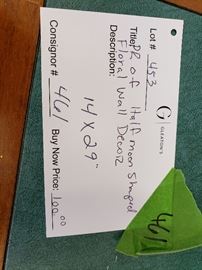 Lot # 453
G
GLEATON'S
Title: PR of Half moon Shaped
Floral Wall Decor
Description:
14 x 29"
Consignor # 461 Buy Now Price: 100.00
461